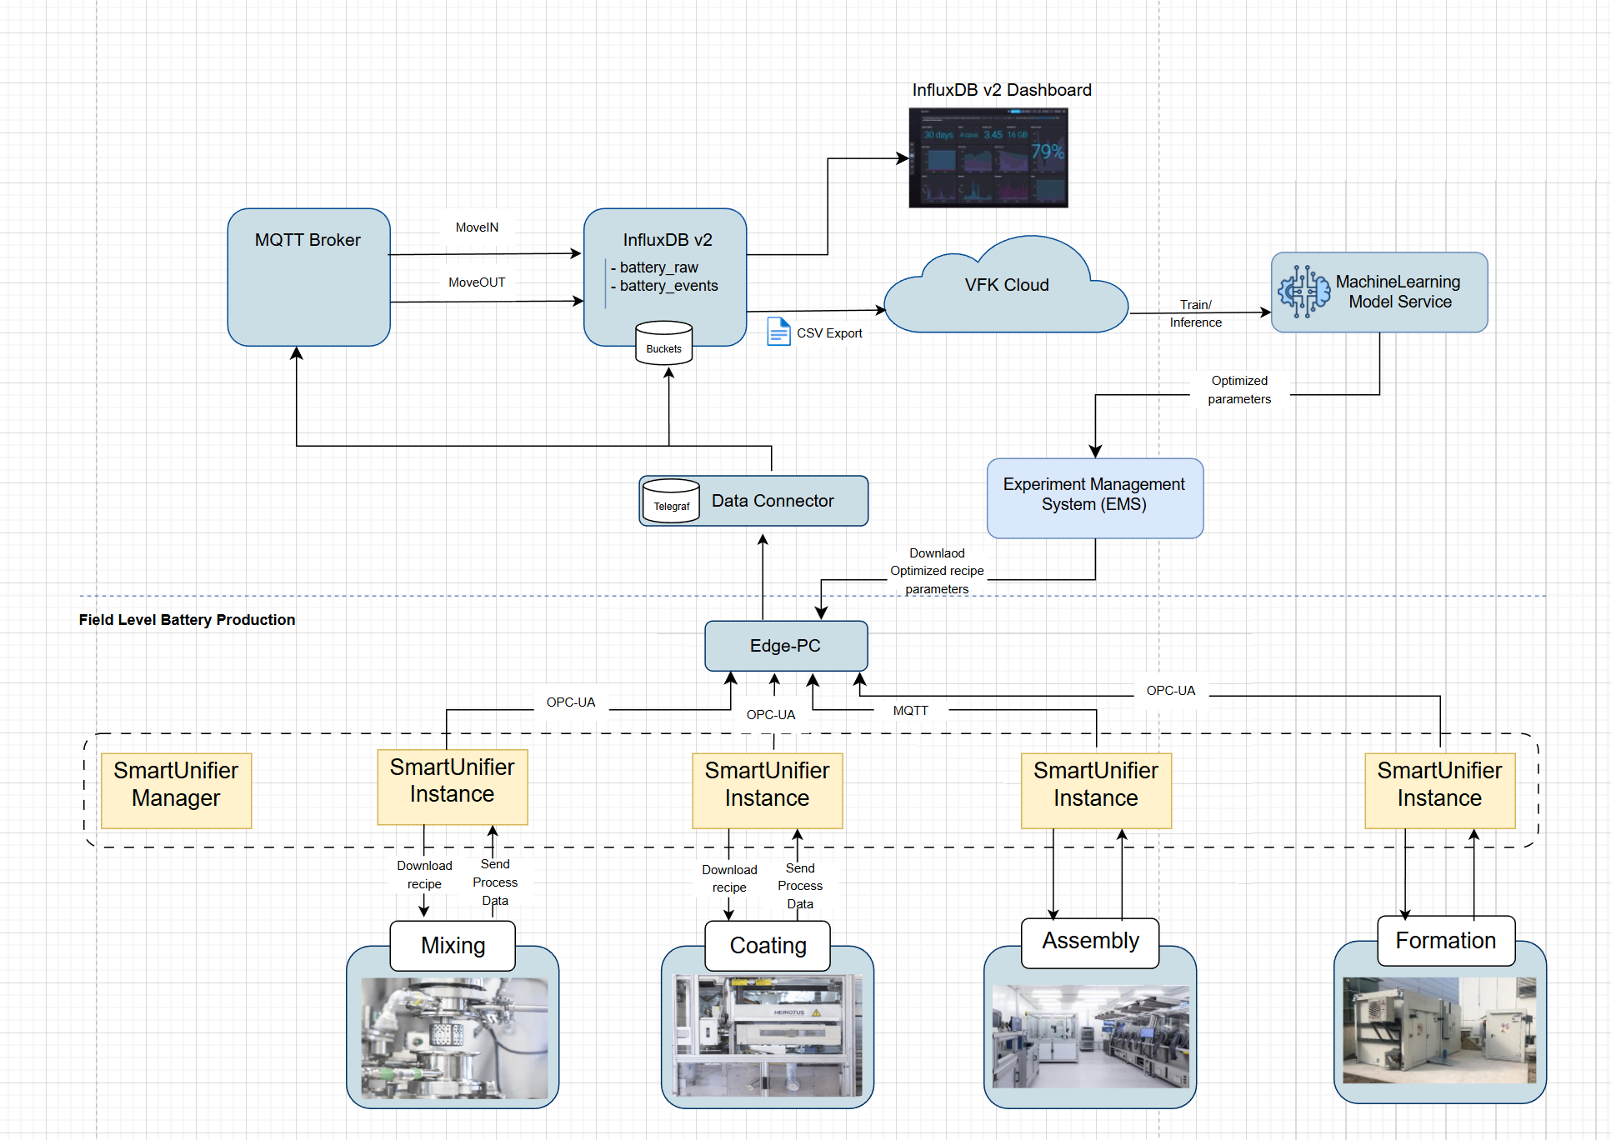 InfluxDB v2 Dashboard
30 days
3.45
16 GB
79%
MQTT Broker
MoveIN
MoveOUT
InfluxDB v2
- battery_raw
- battery_events
Buckets
CSV Export
VFK Cloud
Train/
Inference
MachineLearning
Model Service
Optimized
parameters
Telegraf
Data Connector
Experiment Management
System (EMS)
Downlaod
Optimized recipe
parameters
Field Level Battery Production
Edge-PC
OPC-UA
OPC-UA
MQTT
OPC-UA
SmartUnifier
Manager
SmartUnifier
Instance
SmartUnifier
Instance
SmartUnifier
Instance
SmartUnifier
Instance
Download
recipe
Send
Process
Data
Download
recipe
Send
Process
Data
Mixing
Coating
Assembly
Formation